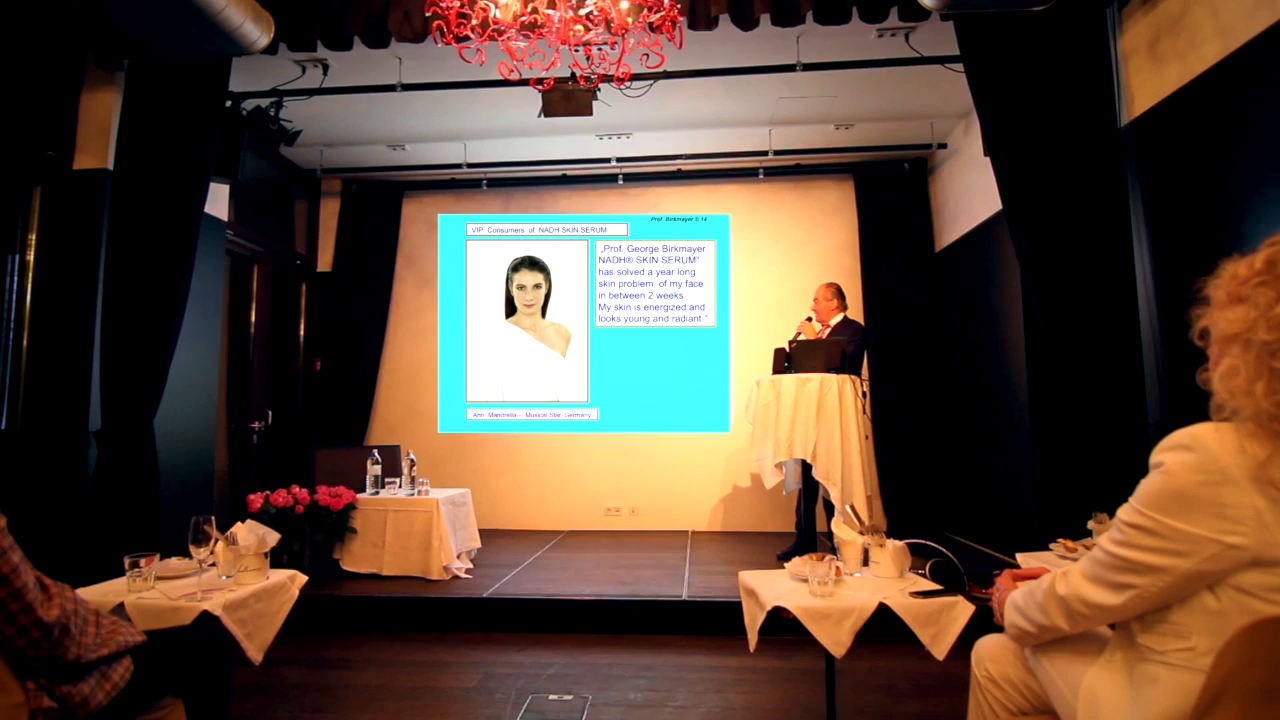 Prof. Birkmayer © 14
VIP Consumers of NADH SKIN SERUM
„Prof. George Birkmayer
NADH® SKIN SERUM"
has solved a year long
skin problem of my face
in between 2 weeks
My skin is energized and
looks young and radiant."
Ann Mandrella – Musical Star Germany